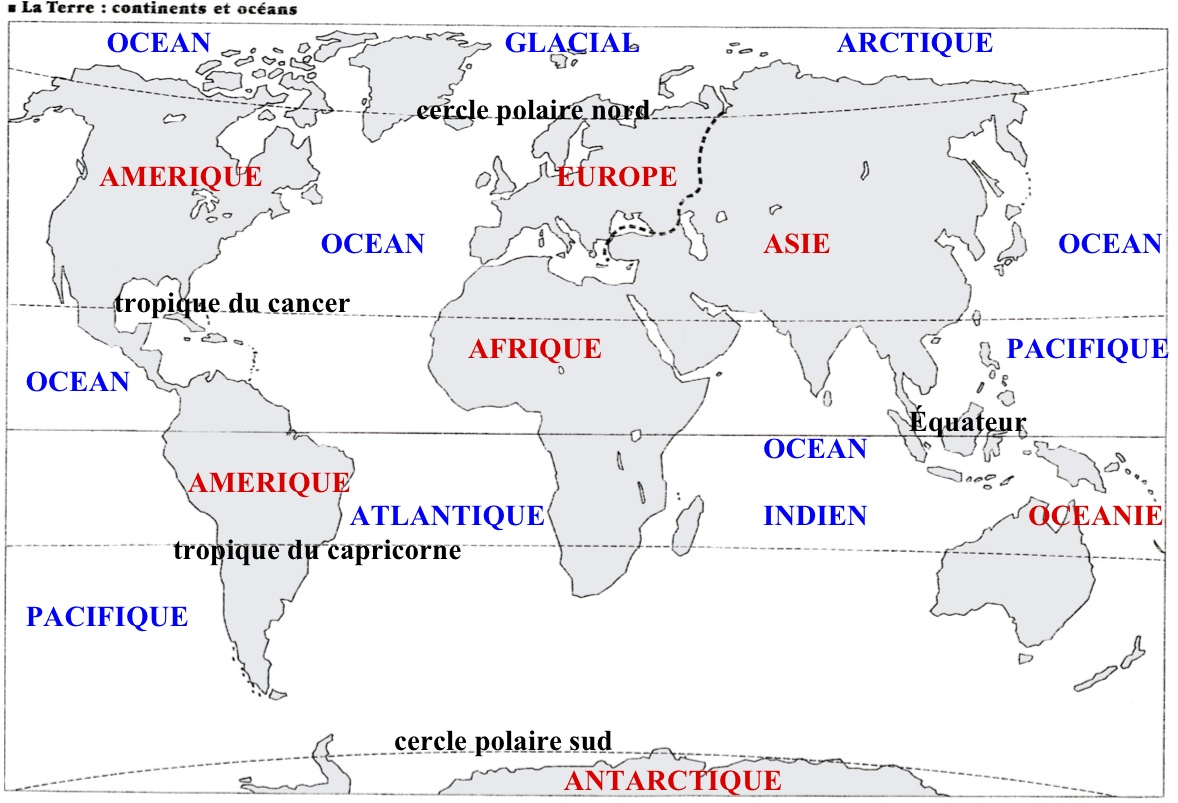 ■ La Terre : continents et océans
OCEAN GLACIAL ARCTIQUE
cercle polaire nord
AMERIQUE EUROPE
OCEAN ASIE OCEAN
tropique du cancer
AFRIQUE PACIFIQUE
OCEAN
Équateur
OCEAN
AMERIQUE
ATLANTIQUE INDIEN OCEANIE
tropique du capricorne
PACIFIQUE
cercle polaire sud
ANTARCTIQUE